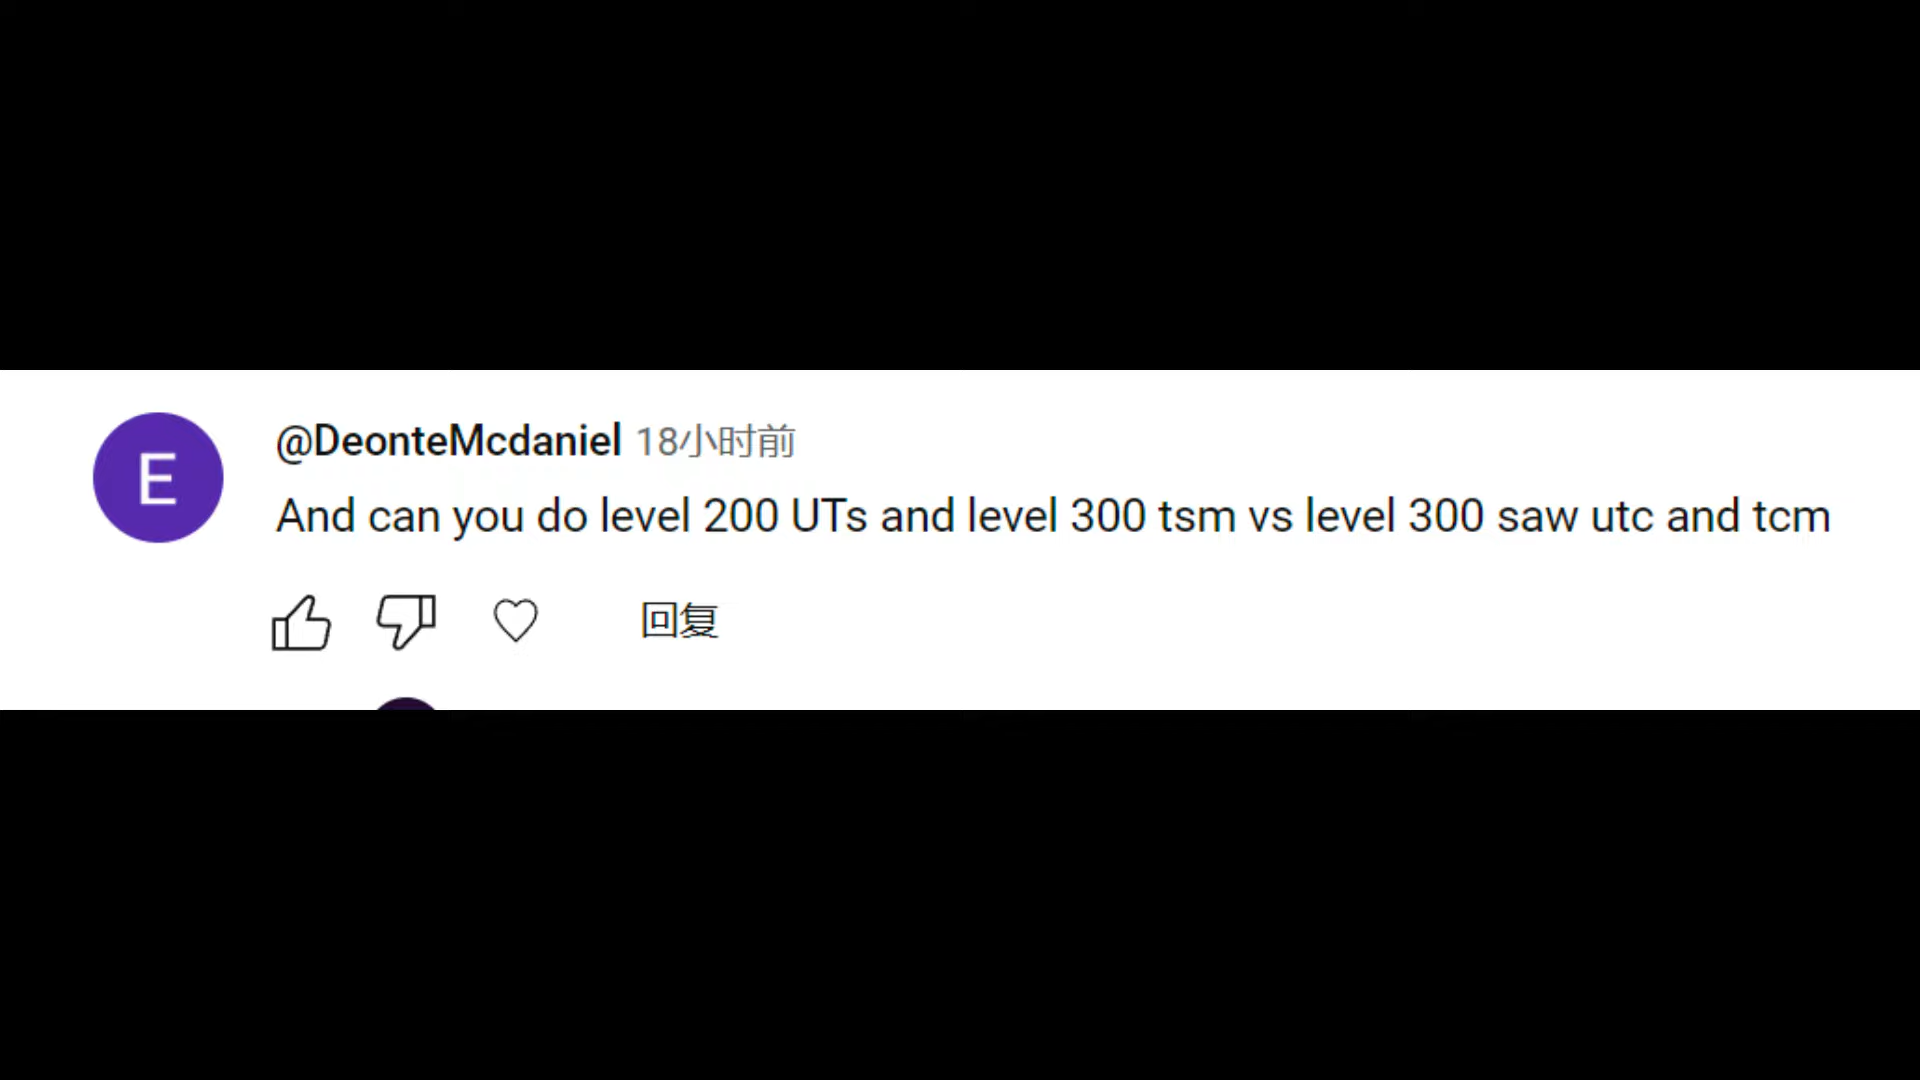 E
@DeonteMcdaniel 18小时前
And can you do level 200 UTs and level 300 tsm vs level 300 saw utc and tcm
回复